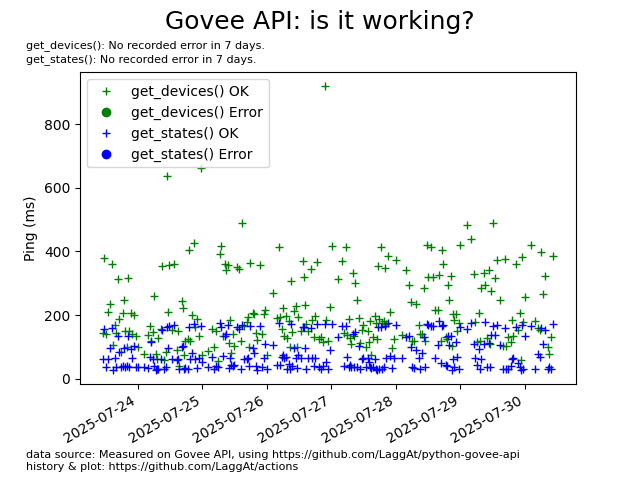 Govee API: is it working?
get_devices(): No recorded error in 7 days.
get_states(): No recorded error in 7 days.
get_devices() OK
get_devices() Error
get_states() OK
get_states() Error
Ping (ms)
800
600
400
200
0
2025-07-24
2025-07-25
2025-07-26
2025-07-27
2025-07-28
2025-07-29
2025-07-30
data source: Measured on Govee API, using https://github.com/LaggAt/python-govee-api
history & plot: https://github.com/LaggAt/actions